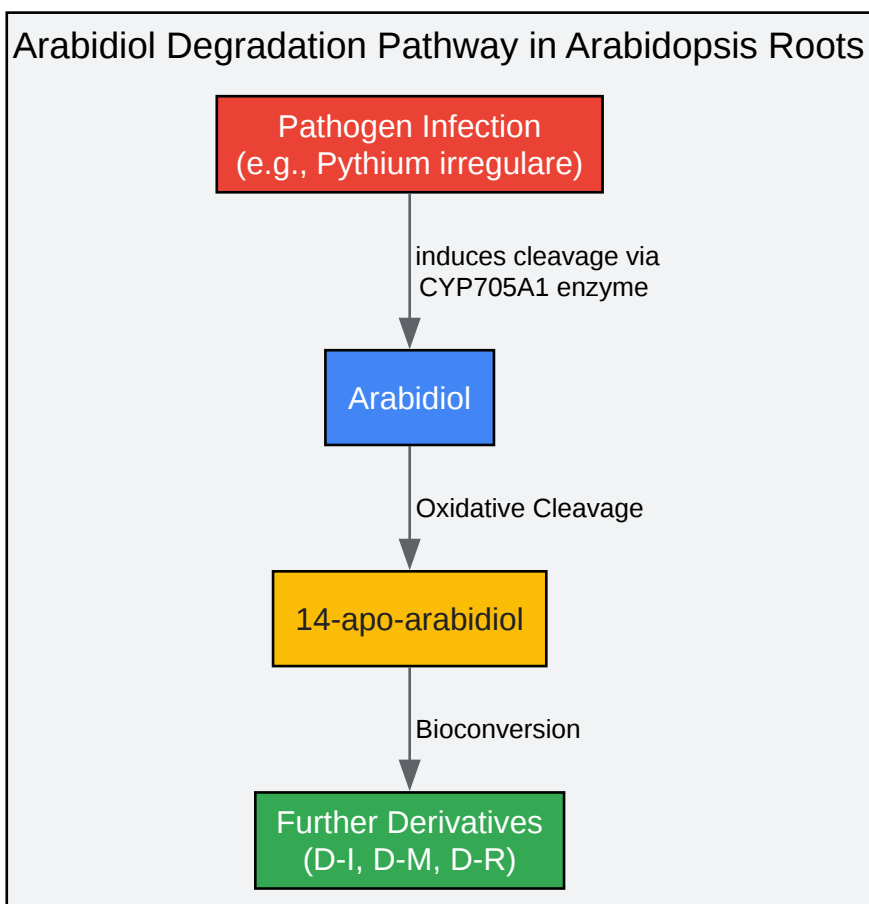 Arabidiol Degradation Pathway in Arabidopsis Roots
Pathogen Infection
(e.g., Pythium irregulare)
induces cleavage via
CYP705A1 enzyme
Arabidiol
Oxidative Cleavage
14-apo-arabidiol
Bioconversion
Further Derivatives
(D-I, D-M, D-R)